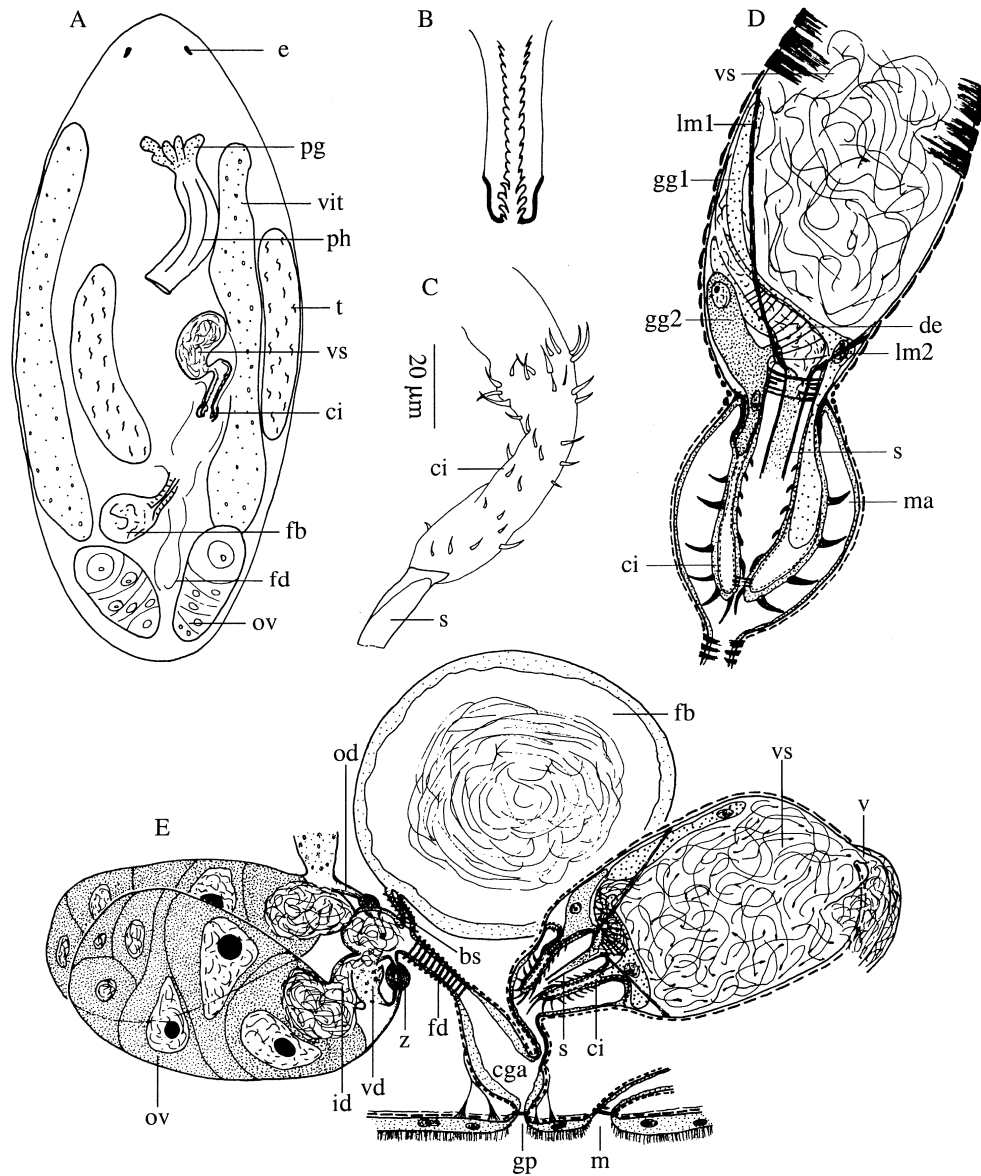 A
e
pg
vit
ph
t
vs
ci
fb
fd
ov
B
C
20 µm
ci
s
D
vs
lm1
gg1
gg2
de
lm2
s
ma
ci
E
od
fb
vs
v
bs
fd
z
s
ci
cga
ov
id
vd
gp
m